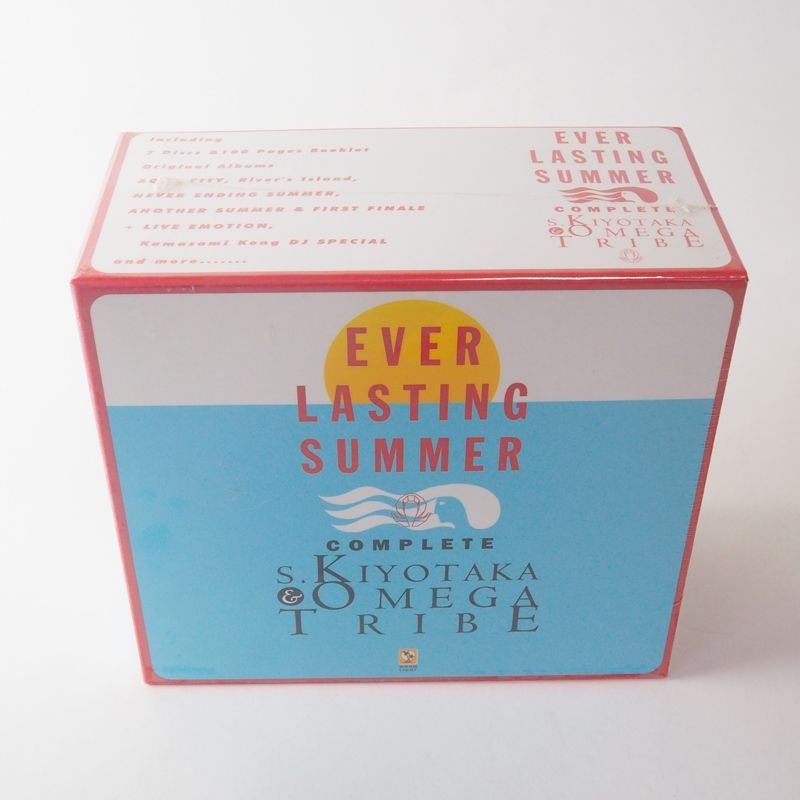 Including
7 Discs &100 Pages Booklet
Original Albums
CITY, River's Island,
NEVER ENDING SUMMER,
ANOTHER SUMMER & FIRST FINALE
+ LIVE EMOTION,
Kamasami Kong DJ SPECIAL
and more.......
EVER
LASTING
SUMMER
COMPLETE
S. KIYOTAKA
& OMEGA
TRIBE
EVER
LASTING
SUMMER
COMPLETE
S. KIYOTAKA
& OMEGA
TRIBE